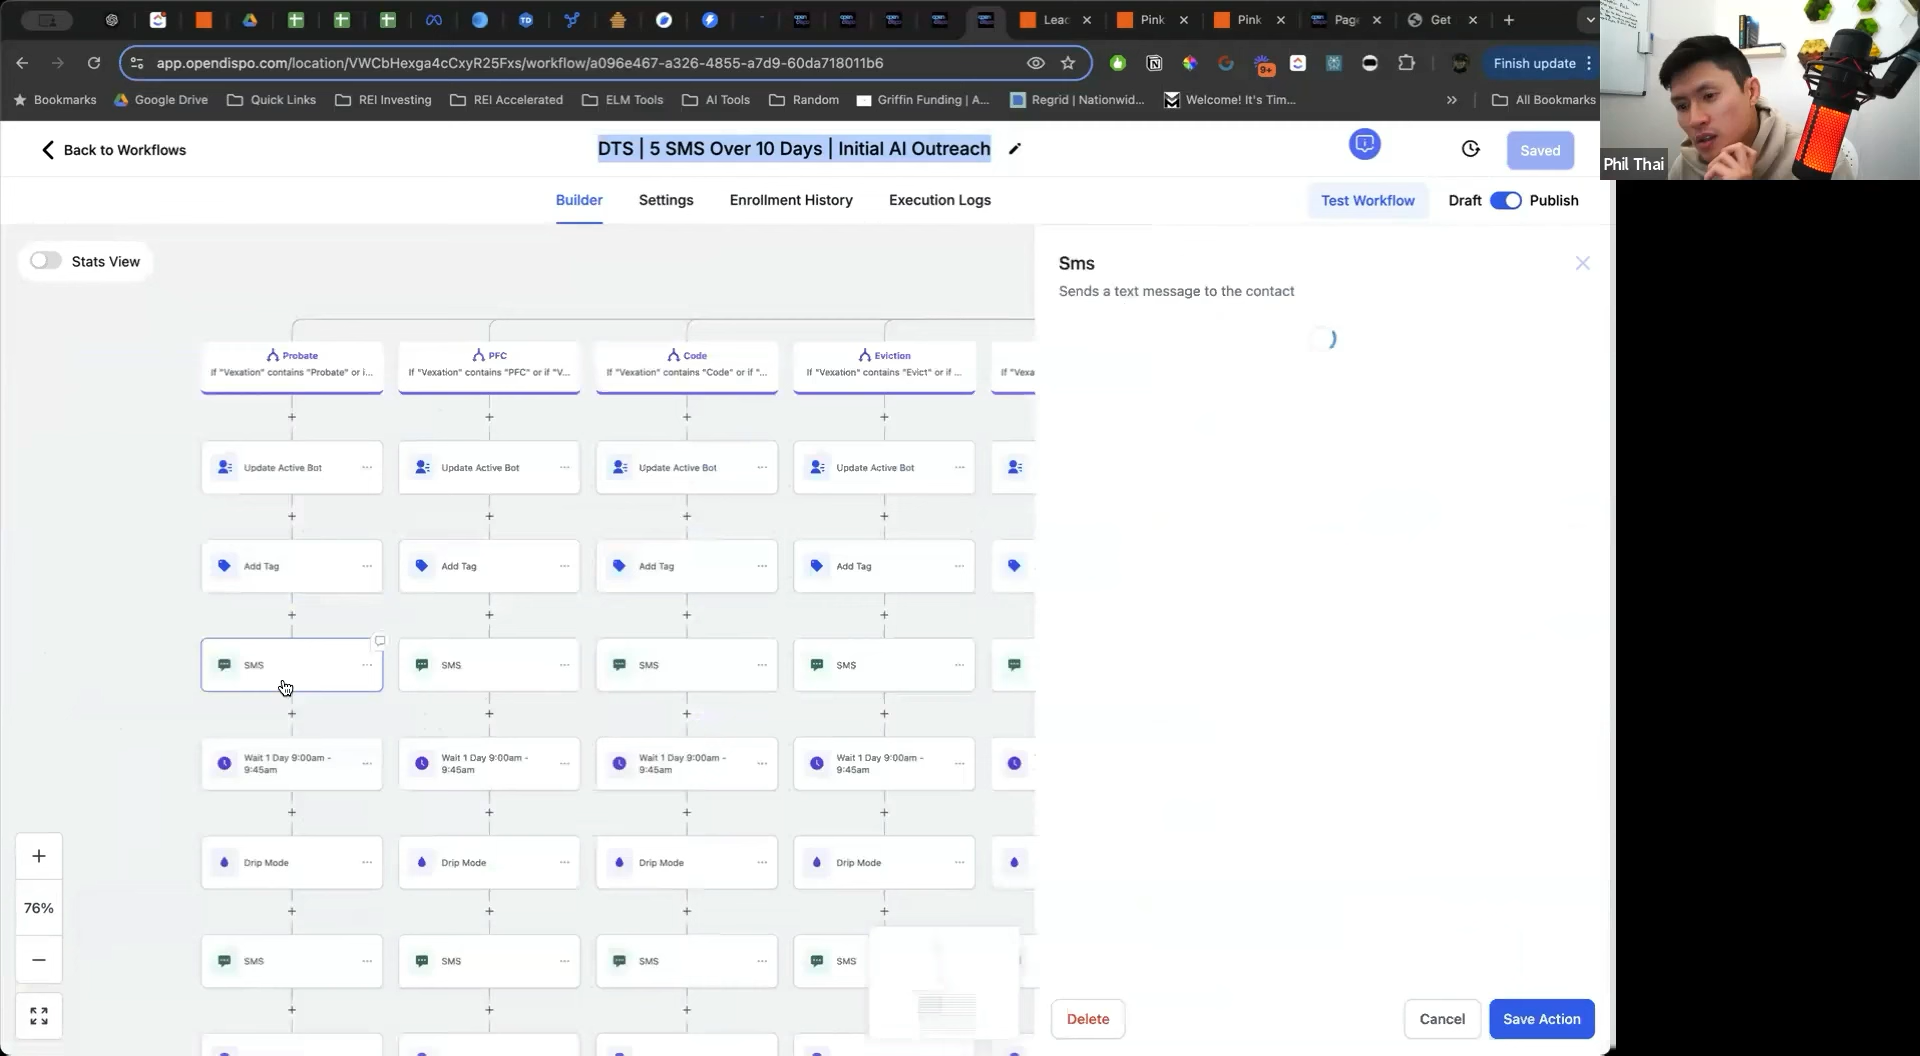 Leac
Pink
Pink
Page
Get
app.opendispo.com/location/VWCbHexga4cCxyR25Fxs/workflow/a096e467-a326-4855-a7d9-60da718011b6
9+
Finish update
Bookmarks
Google Drive
Quick Links
REI Investing
REI Accelerated
ELM Tools
AI Tools
Random
Griffin Funding | A...
Regrid | Nationwid...
Welcome! It's Tim...
»
All Bookmarks
Phil Thai
Back to Workflows
DTS | 5 SMS Over 10 Days | Initial AI Outreach
Saved
Builder
Settings
Enrollment History
Execution Logs
Test Workflow
Draft
Publish
Stats View
Sms
Sends a text message to the contact
Probate
If "Vexation" contains "Probate" or i...
PFC
If "Vexation" contains "PFC" or if "V...
Code
If "Vexation" contains "Code" or if "...
Eviction
If "Vexation" contains "Evict" or if ...
If "Vexa
Update Active Bot
Update Active Bot
Update Active Bot
Update Active Bot
Add Tag
Add Tag
Add Tag
Add Tag
SMS
SMS
SMS
SMS
Wait 1 Day 9:00am -
9:45am
Wait 1 Day 9:00am -
9:45am
Wait 1 Day 9:00am -
9:45am
Wait 1 Day 9:00am -
9:45am
Drip Mode
Drip Mode
Drip Mode
Drip Mode
SMS
SMS
SMS
SMS
76%
Delete
Cancel
Save Action